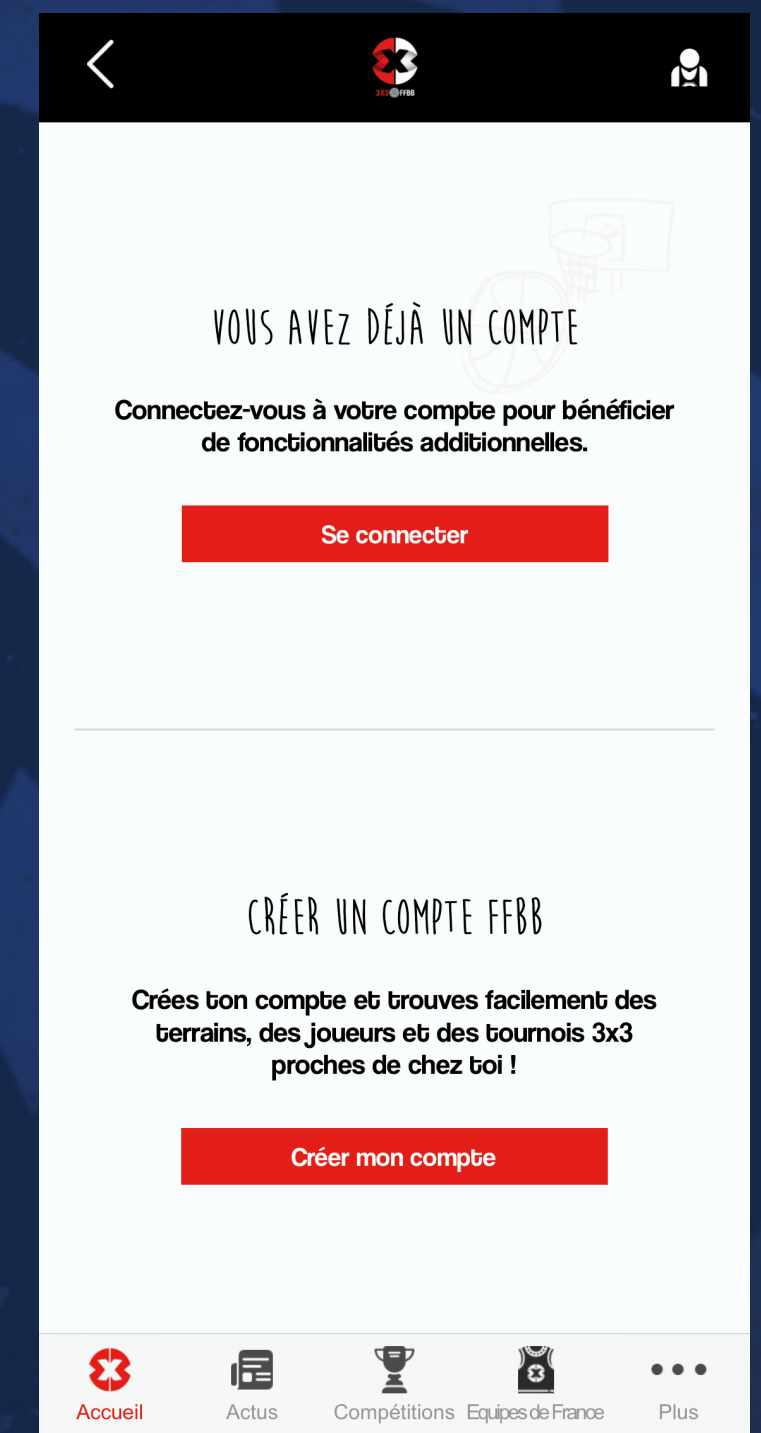 3X3 FFBB
VOUS AVEZ DÉJÀ UN COMPTE
Connectez-vous à votre compte pour bénéficier
de fonctionnalités additionnelles.
Se connecter
CRÉER UN COMPTE FFBB
Crées ton compte et trouves facilement des
terrains, des joueurs et des tournois 3x3
proches de chez toi !
Créer mon compte
Accueil
Actus
Compétitions
Equipes de France
Plus